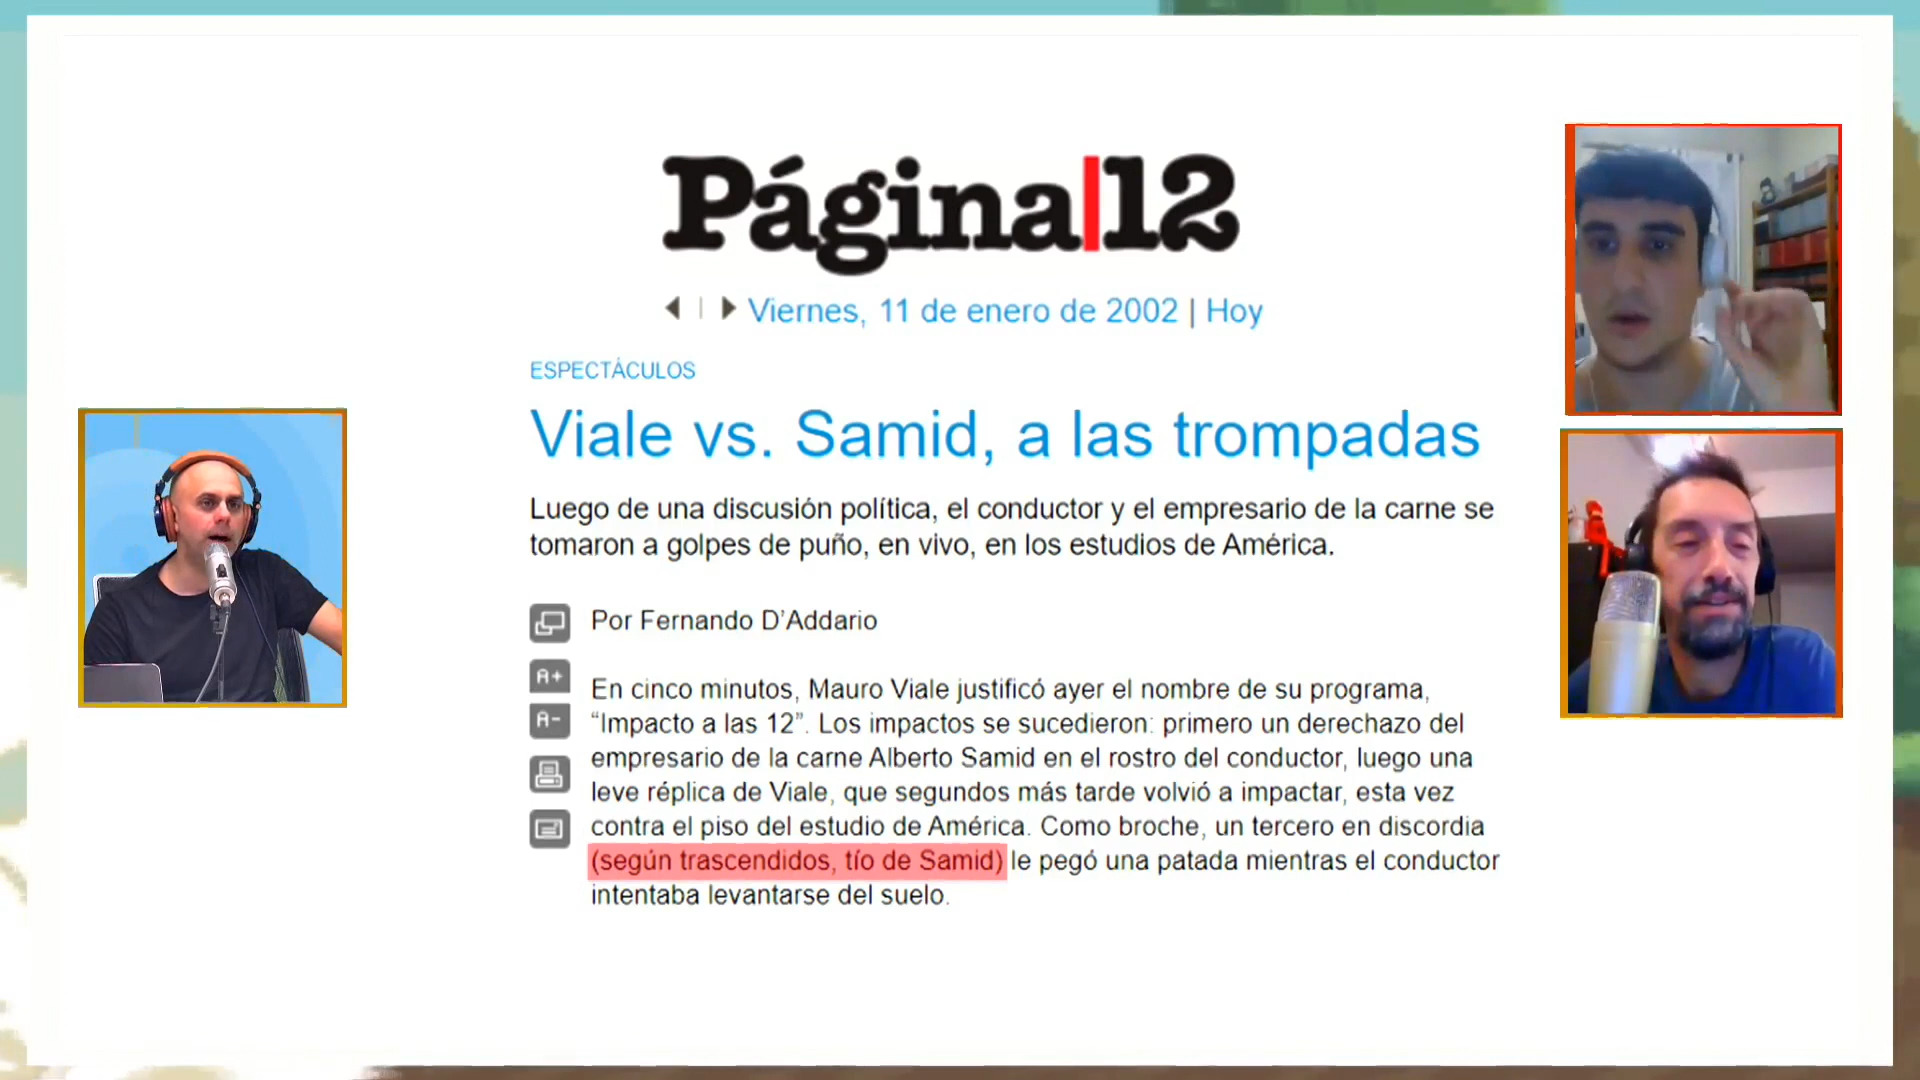 Página|12
Viernes, 11 de enero de 2002 | Hoy
ESPECTÁCULOS
Viale vs. Samid, a las trompadas
Luego de una discusión política, el conductor y el empresario de la carne se
tomaron a golpes de puño, en vivo, en los estudios de América.
Por Fernando D’Addario
A+
A-
En cinco minutos, Mauro Viale justificó ayer el nombre de su programa,
“Impacto a las 12”. Los impactos se sucedieron: primero un derechazo del
empresario de la carne Alberto Samid en el rostro del conductor, luego una
leve réplica de Viale, que segundos más tarde volvió a impactar, esta vez
contra el piso del estudio de América. Como broche, un tercero en discordia
(según trascendidos, tío de Samid) le pegó una patada mientras el conductor
intentaba levantarse del suelo.